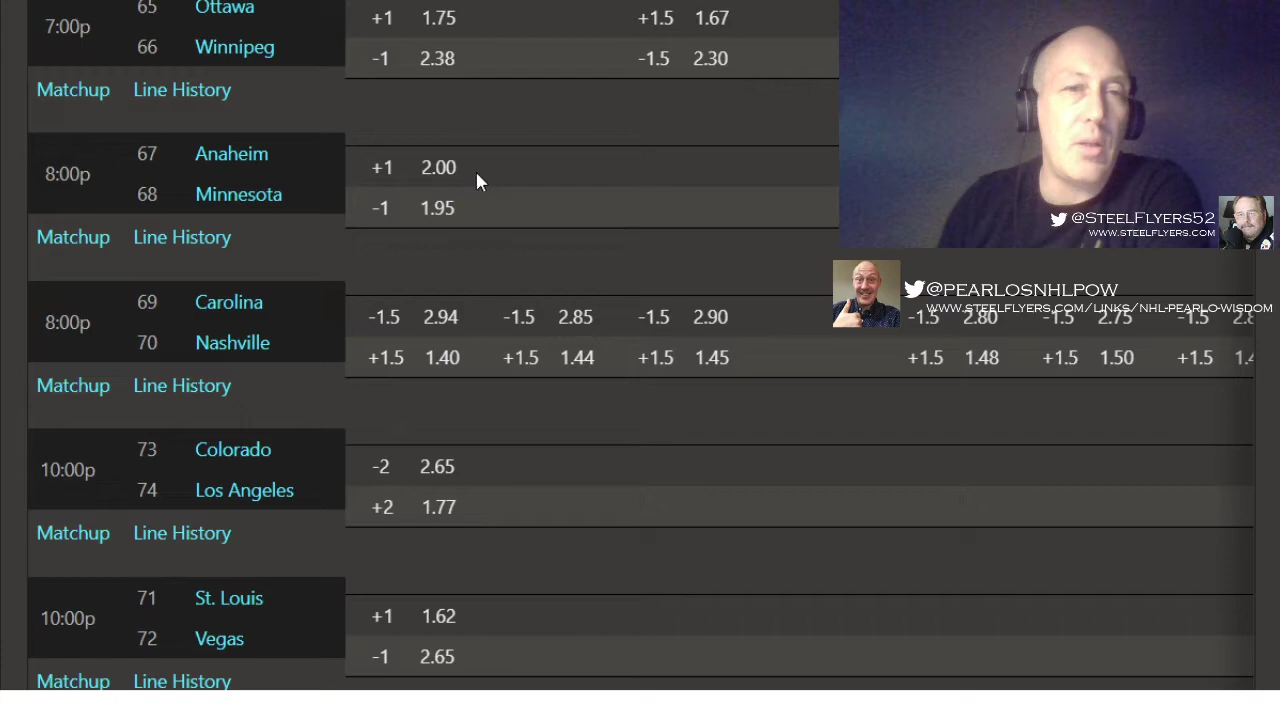 65 Ottawa +1 1.75 +1.5 1.67
7:00p
66 Winnipeg -1 2.38 -1.5 2.30
Matchup Line History
67 Anaheim +1 2.00
8:00p
68 Minnesota -1 1.95
@STEELFLYERS52
WWW.STEELFLYERS.COM
Matchup Line History
@PEARLOSNHLPOW
WWW.STEELFLYERS.COM/LINKS/NHL-PEARLO-WISDOM
69 Carolina -1.5 2.94 -1.5 2.85 -1.5 2.90 -1.5 2.80 -1.5 2.75 -1.5
8:00p
70 Nashville +1.5 1.40 +1.5 1.44 +1.5 1.45 +1.5 1.48 +1.5 1.50 +1.5
Matchup Line History
73 Colorado -2 2.65
10:00p
74 Los Angeles +2 1.77
Matchup Line History
71 St. Louis +1 1.62
10:00p
72 Vegas -1 2.65
Matchup Line History